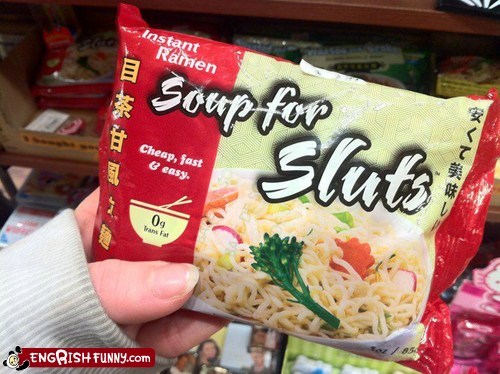 Instant
Ramen
Soup for
Sluts
Cheap, fast
& easy.
0g
Trans Fat
安くて美味し
ENGRISHFUNNY.COM